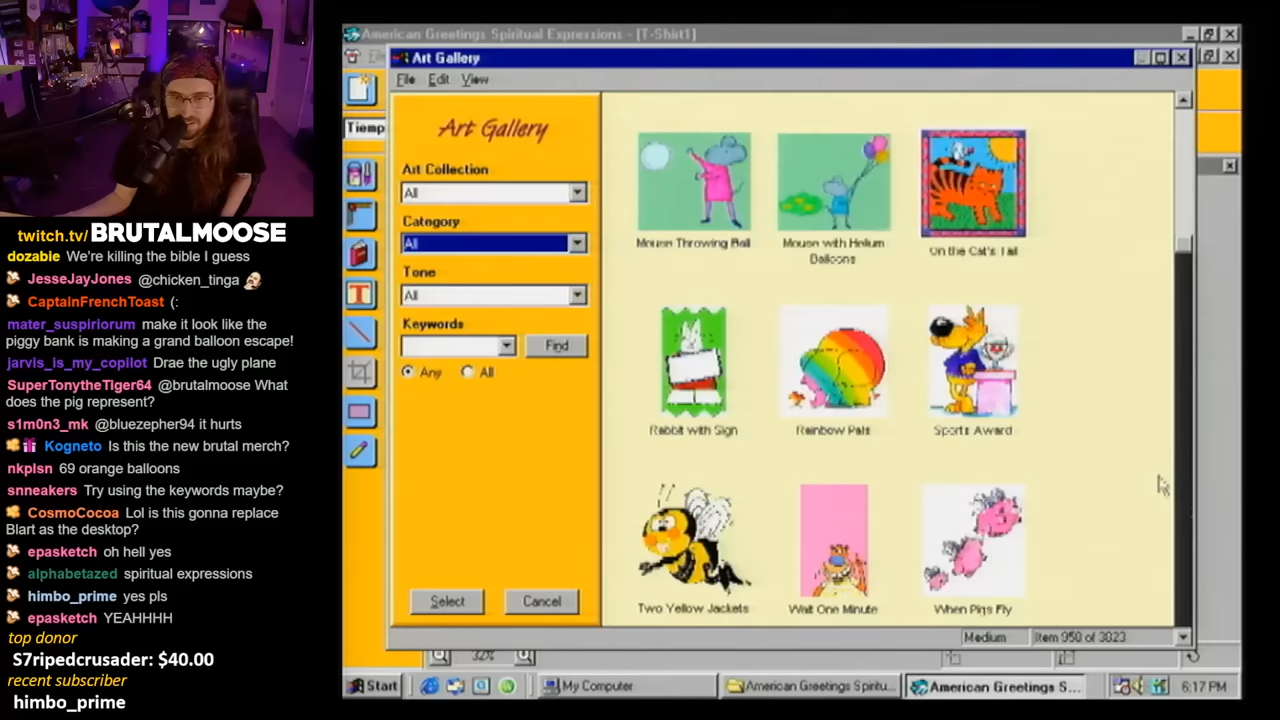 twitch.tv/BRUTALMOOSE
dozable We're killing the bible I guess
JesseJayJones @chicken_tinga
CaptainFrenchToast (:
mater_suspiriorum make it look like the
piggy bank is making a grand balloon escape!
jarvis_is_my_copilot Drae the ugly plane
SuperTonytheTiger64 @brutalmoose What
does the pig represent?
s1m0n3_mk @bluezepher94 it hurts
Kogneto Is this the new brutal merch?
nkplsn 69 orange balloons
snneakers Try using the keywords maybe?
CosmoCocoa Lol is this gonna replace
Blart as the desktop?
epasketch oh hell yes
alphabetazed spiritual expressions
himbo_prime yes pls
epasketch YEAHHHH
top donor
S7ripedcrusader: $40.00
recent subscriber
himbo_prime
American Greetings Spiritual Expressions - [T-Shirt1]
Art Gallery
File Edit View
Tiemp
Art Gallery
Art Collection
All
Category
All
Tone
All
Keywords
Find
Any All
Select Cancel
Mouse Throwing Ball
Mouse with Helium
Balloons
On the Cat's Tail
Rabbit with Sign
Rainbow Pals
Sports Award
Two Yellow Jackets
Wait One Minute
When Pigs Fly
Medium Item 950 of 3023
32%
Start My Computer American Greetings Spiritu... American Greetings S... 6:17 PM